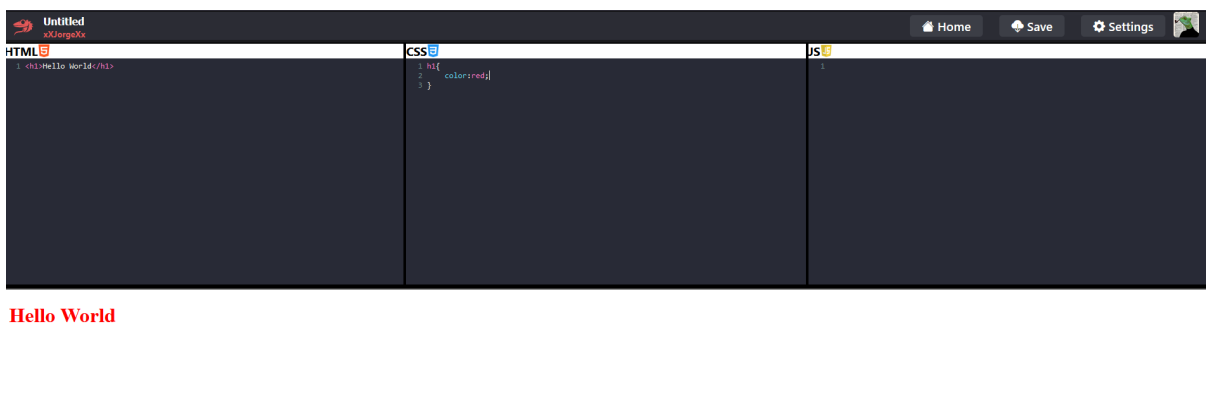 Untitled
xXJorgeXx
Home
Save
Settings
HTML
1 <h1>Hello World</h1>
CSS
1 h1{
2 color:red;
3 }
JS
1
Hello World